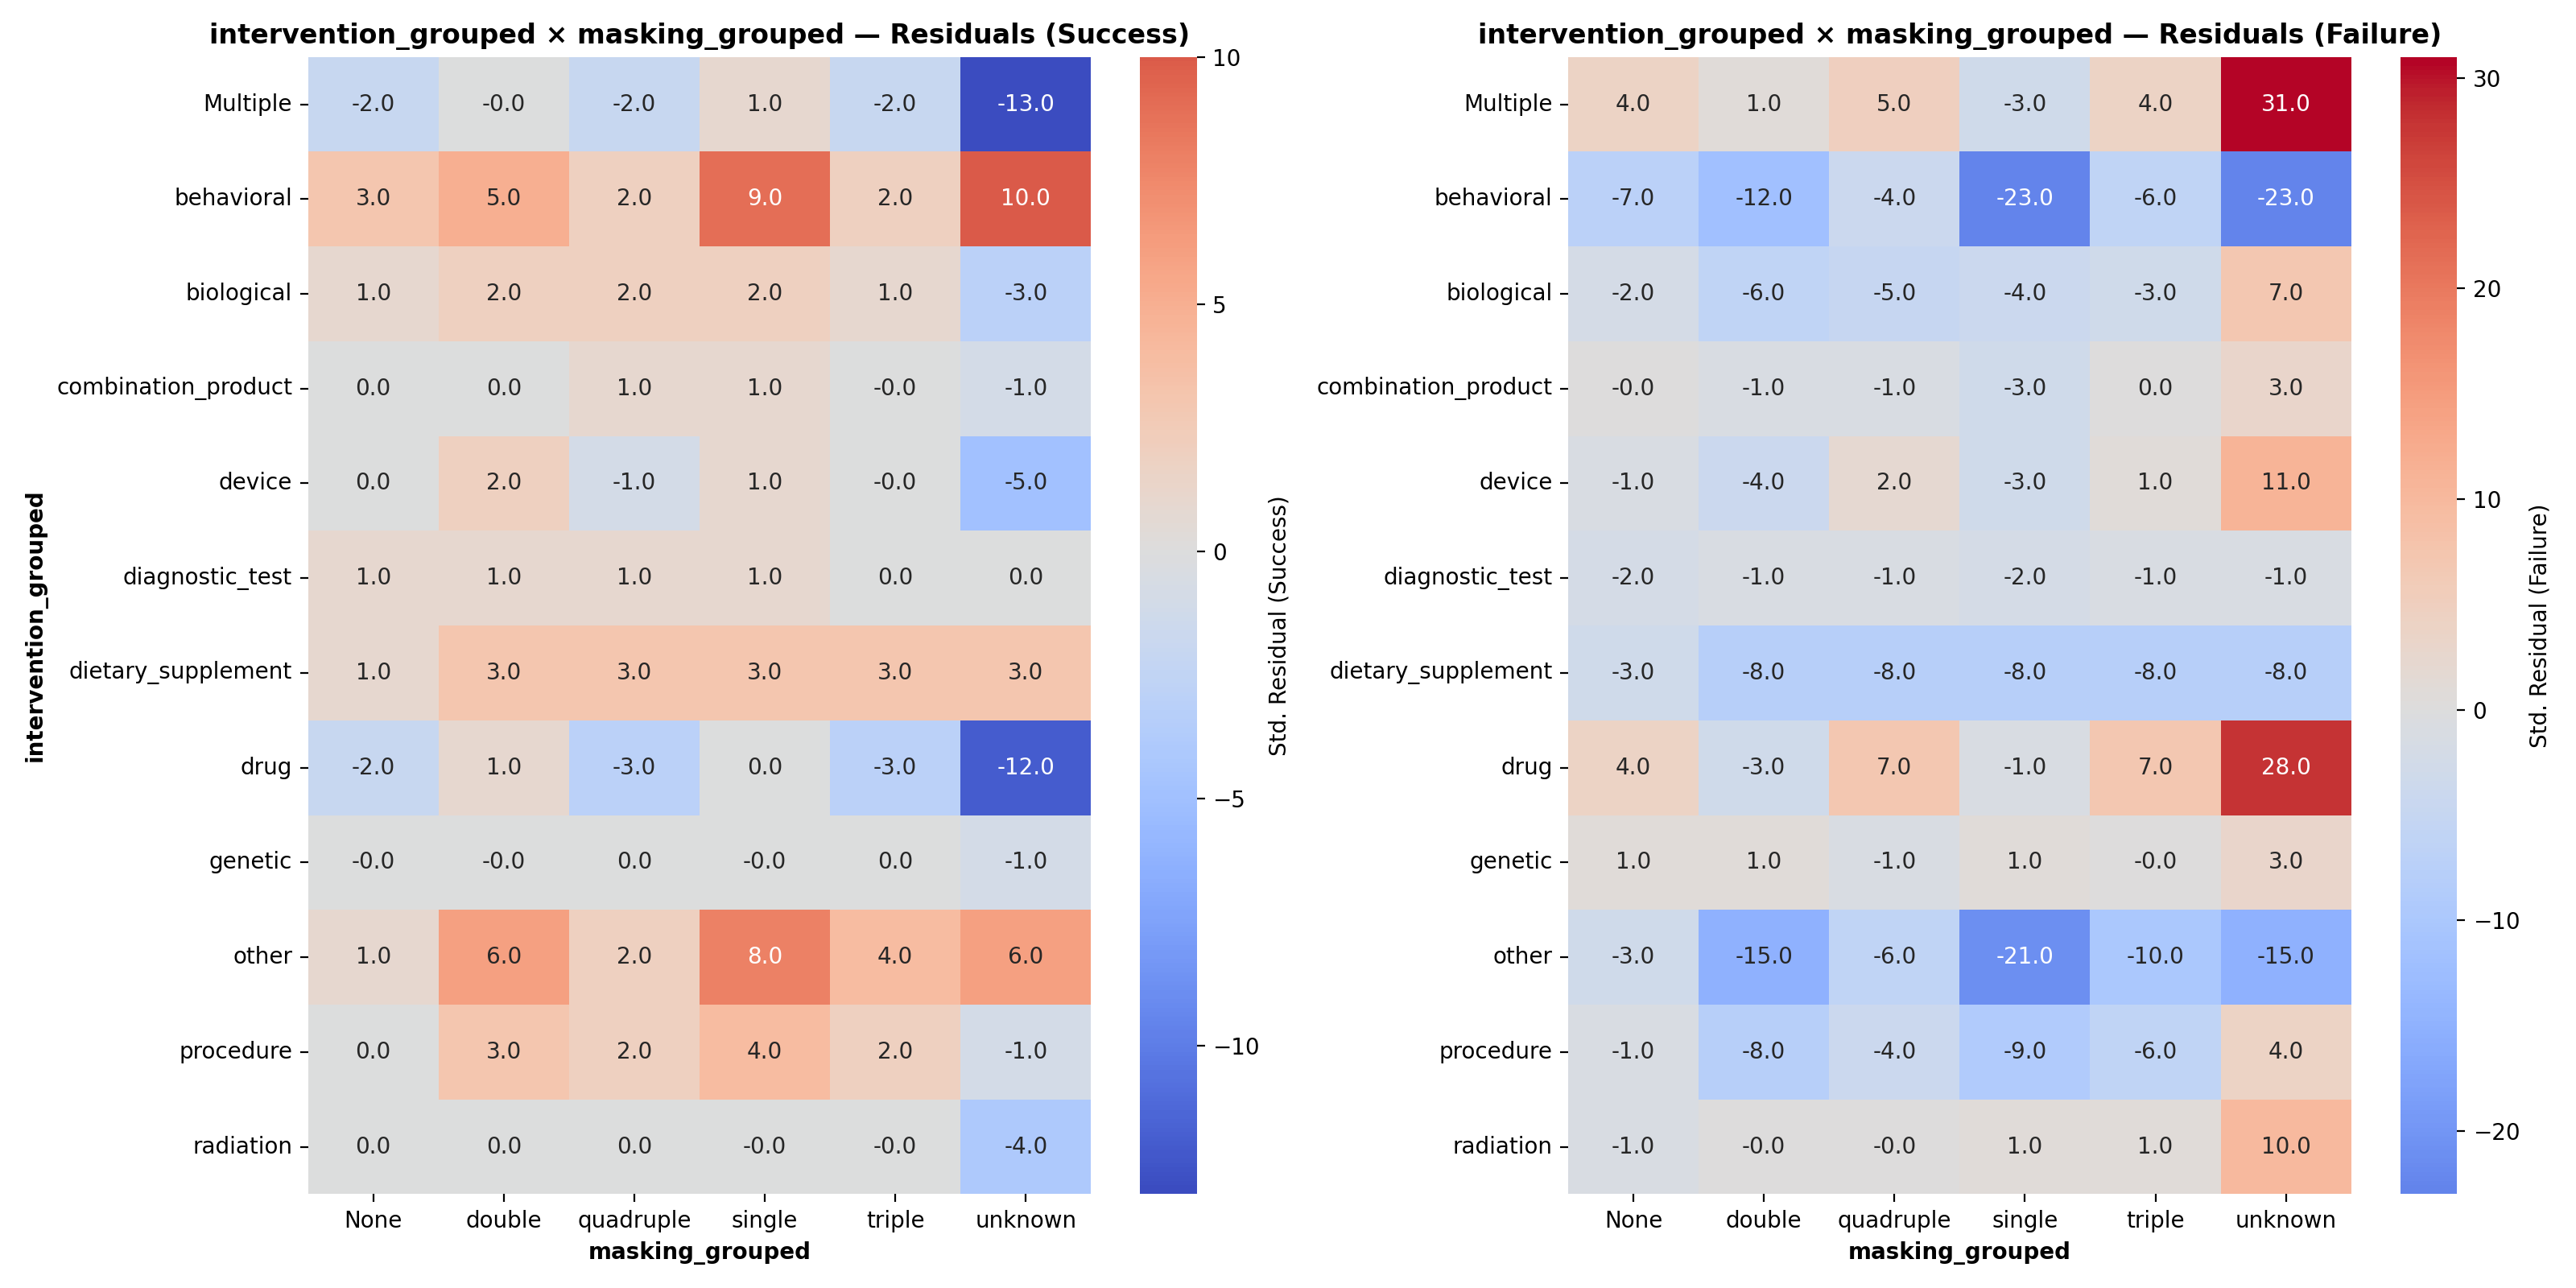 intervention_grouped × masking_grouped — Residuals (Success)
Multiple -2.0 -0.0 -2.0 1.0 -2.0 -13.0
behavioral 3.0 5.0 2.0 9.0 2.0 10.0
biological 1.0 2.0 2.0 2.0 1.0 -3.0
combination_product 0.0 0.0 1.0 1.0 -0.0 -1.0
device 0.0 2.0 -1.0 1.0 -0.0 -5.0
diagnostic_test 1.0 1.0 1.0 1.0 0.0 0.0
dietary_supplement 1.0 3.0 3.0 3.0 3.0 3.0
drug -2.0 1.0 -3.0 0.0 -3.0 -12.0
genetic -0.0 -0.0 0.0 -0.0 0.0 -1.0
other 1.0 6.0 2.0 8.0 4.0 6.0
procedure 0.0 3.0 2.0 4.0 2.0 -1.0
radiation 0.0 0.0 0.0 -0.0 -0.0 -4.0
None double quadruple single triple unknown
masking_grouped
intervention_grouped
10
5
0
−5
−10
Std. Residual (Success)
intervention_grouped × masking_grouped — Residuals (Failure)
Multiple 4.0 1.0 5.0 -3.0 4.0 31.0
behavioral -7.0 -12.0 -4.0 -23.0 -6.0 -23.0
biological -2.0 -6.0 -5.0 -4.0 -3.0 7.0
combination_product -0.0 -1.0 -1.0 -3.0 0.0 3.0
device -1.0 -4.0 2.0 -3.0 1.0 11.0
diagnostic_test -2.0 -1.0 -1.0 -2.0 -1.0 -1.0
dietary_supplement -3.0 -8.0 -8.0 -8.0 -8.0 -8.0
drug 4.0 -3.0 7.0 -1.0 7.0 28.0
genetic 1.0 1.0 -1.0 1.0 -0.0 3.0
other -3.0 -15.0 -6.0 -21.0 -10.0 -15.0
procedure -1.0 -8.0 -4.0 -9.0 -6.0 4.0
radiation -1.0 -0.0 -0.0 1.0 1.0 10.0
None double quadruple single triple unknown
masking_grouped
30
20
10
0
−10
−20
Std. Residual (Failure)